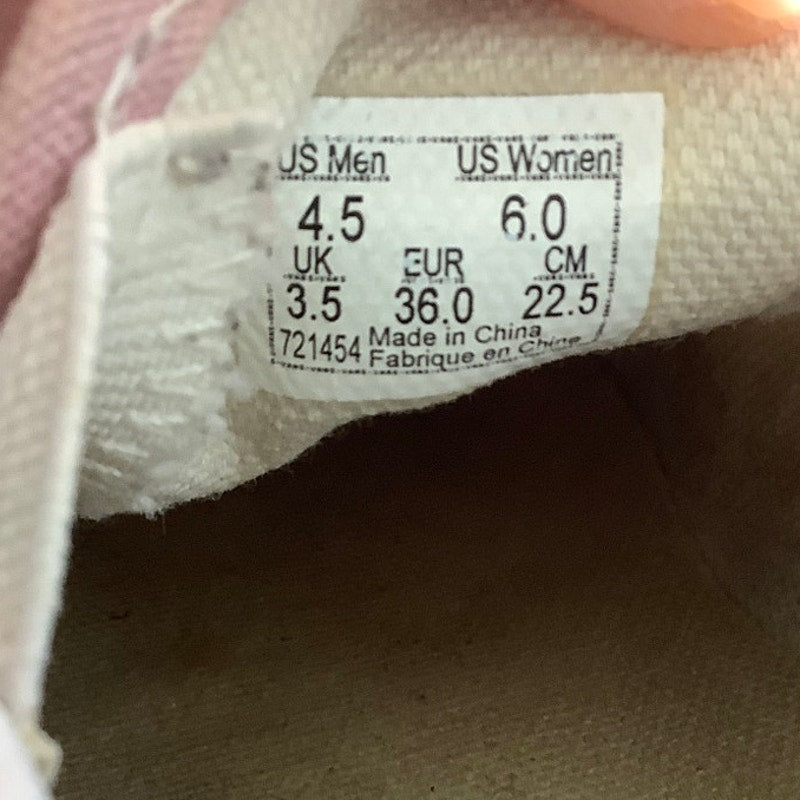 US Men US Women
4.5 6.0
UK EUR CM
3.5 36.0 22.5
721454 Made in China
Fabrique en Chine